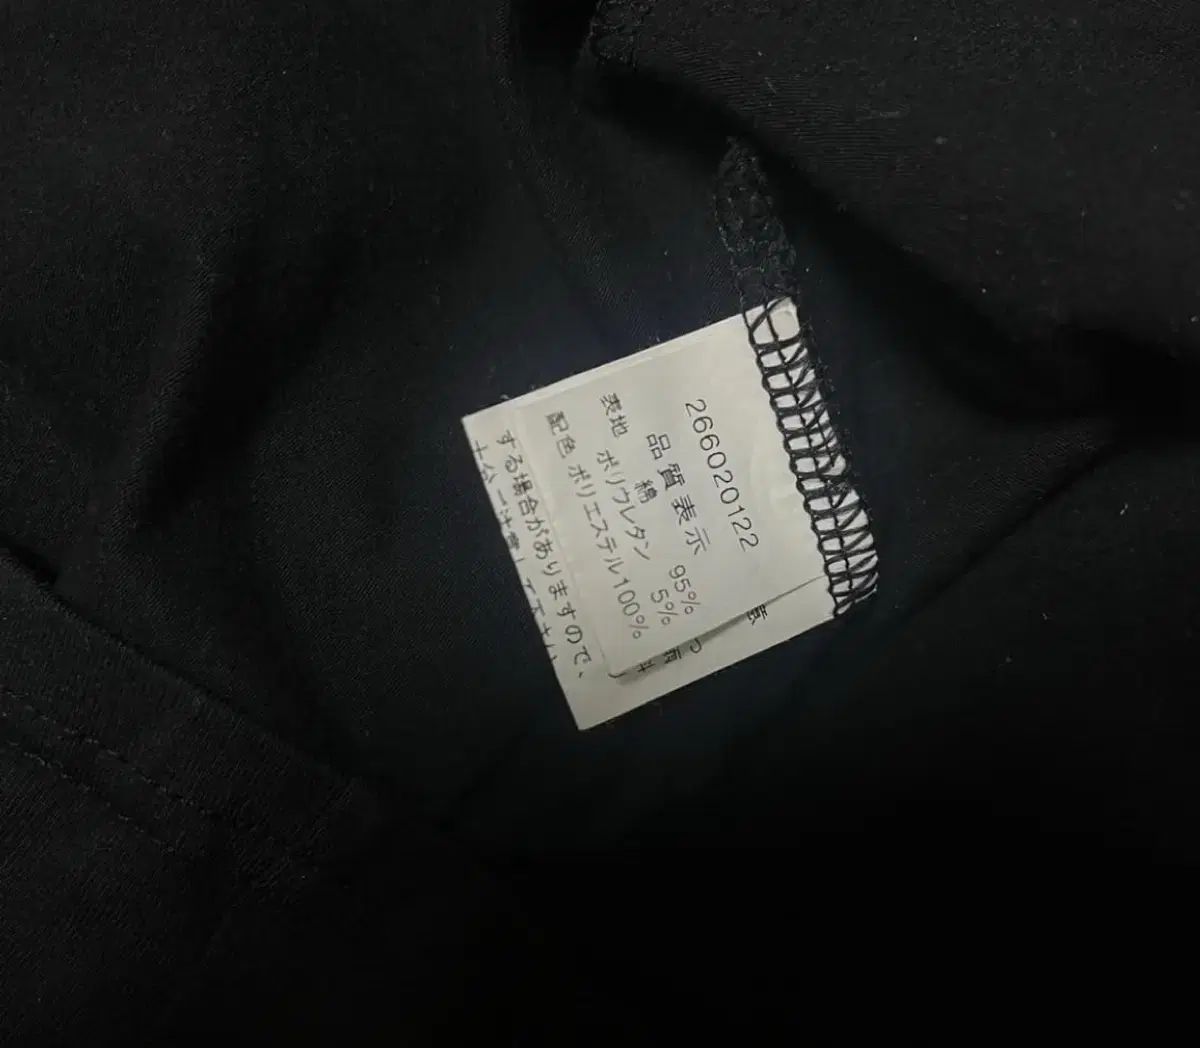 266020122
品質表示
表地 綿 95%
ポリウレタン 5%
配色 ポリエステル100%
する場合がありますので、